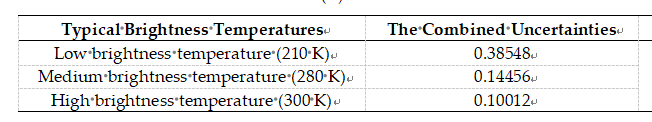 Typical Brightness Temperatures The Combined Uncertainties
Low brightness temperature (210 K) 0.38548
Medium brightness temperature (280 K) 0.14456
High brightness temperature (300 K) 0.10012